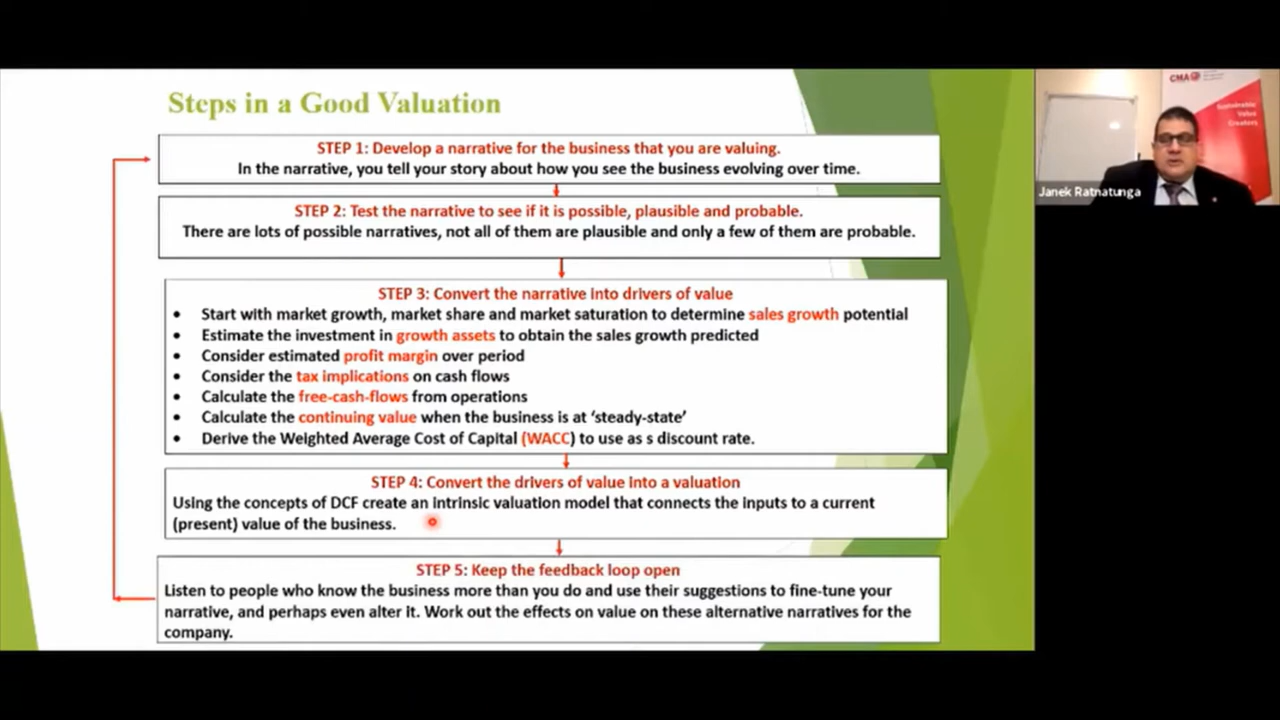 Steps in a Good Valuation
STEP 1: Develop a narrative for the business that you are valuing.
In the narrative, you tell your story about how you see the business evolving over time.
STEP 2: Test the narrative to see if it is possible, plausible and probable.
There are lots of possible narratives, not all of them are plausible and only a few of them are probable.
STEP 3: Convert the narrative into drivers of value
• Start with market growth, market share and market saturation to determine sales growth potential
• Estimate the investment in growth assets to obtain the sales growth predicted
• Consider estimated profit margin over period
• Consider the tax implications on cash flows
• Calculate the free-cash-flows from operations
• Calculate the continuing value when the business is at ‘steady-state’
• Derive the Weighted Average Cost of Capital (WACC) to use as s discount rate.
STEP 4: Convert the drivers of value into a valuation
Using the concepts of DCF create an intrinsic valuation model that connects the inputs to a current
(present) value of the business.
STEP 5: Keep the feedback loop open
Listen to people who know the business more than you do and use their suggestions to fine-tune your
narrative, and perhaps even alter it. Work out the effects on value on these alternative narratives for the
company.
CMA
Sustainable
Value
Creators
Janek Ratnatunga